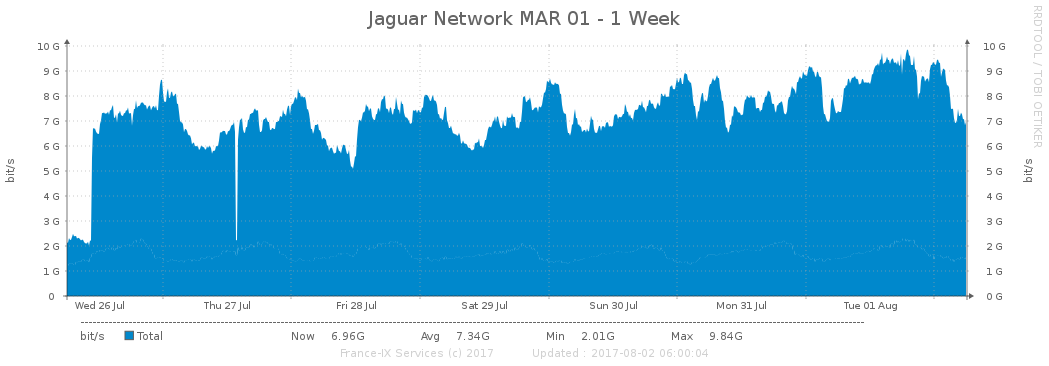 Jaguar Network MAR 01 - 1 Week
RRDTOOL / TOBI OETIKER
10 G 10 G
9 G 9 G
8 G 8 G
7 G 7 G
6 G 6 G
5 G 5 G
4 G 4 G
3 G 3 G
2 G 2 G
1 G 1 G
0 0 G
bit/s bit/s
Wed 26 Jul Thu 27 Jul Fri 28 Jul Sat 29 Jul Sun 30 Jul Mon 31 Jul Tue 01 Aug
bit/s Total Now 6.96G Avg 7.34G Min 2.01G Max 9.84G
France-IX Services (c) 2017 Updated : 2017-08-02 06:00:04